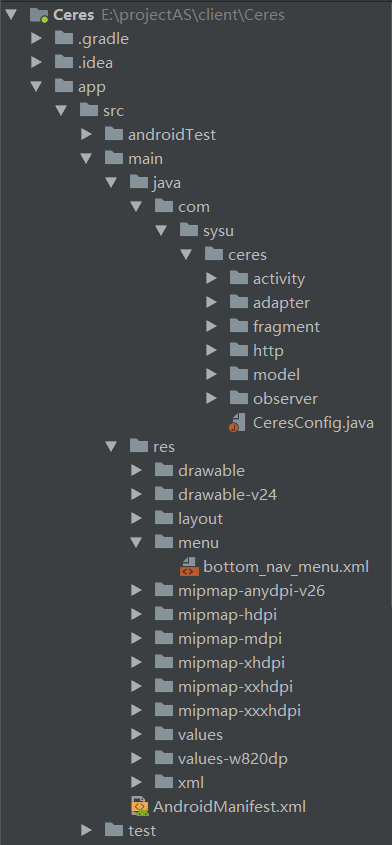 Ceres E:\projectAS\client\Ceres
.gradle
.idea
app
src
androidTest
main
java
com
sysu
ceres
activity
adapter
fragment
http
model
observer
CeresConfig.java
res
drawable
drawable-v24
layout
menu
bottom_nav_menu.xml
mipmap-anydpi-v26
mipmap-hdpi
mipmap-mdpi
mipmap-xhdpi
mipmap-xxhdpi
mipmap-xxxhdpi
values
values-w820dp
xml
AndroidManifest.xml
test